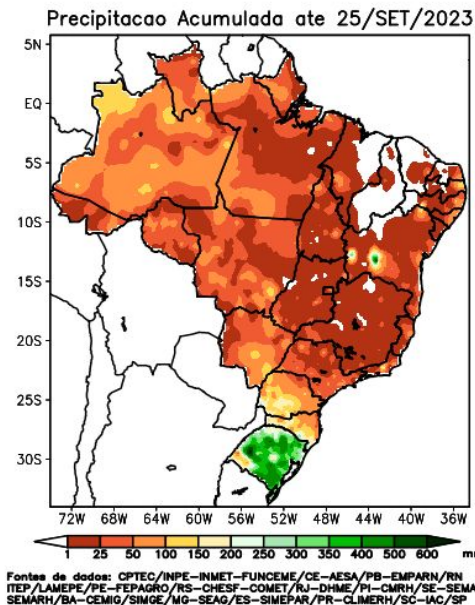 Precipitacao Acumulada ate 25/SET/2023
5N
EQ
5S
10S
15S
20S
25S
30S
72W 68W 64W 60W 56W 52W 48W 44W 40W 36W
1 25 50 100 150 200 250 300 350 400 500 600 m
Fontes de dados: CPTEC/INPE-INMET-FUNCEME/CE-AESA/PB-EMPARN/RN
ITEP/LAMEPE/PE-FEPAGRO/RS-CHESF-COMET/RJ-DHME/PI-CMRH/SE-SEMA
SEMARH/BA-CEMIG/SIMGE/MG-SEAG/ES-SIMEPAR/PR-CLIMERH/SC-IAC/SP